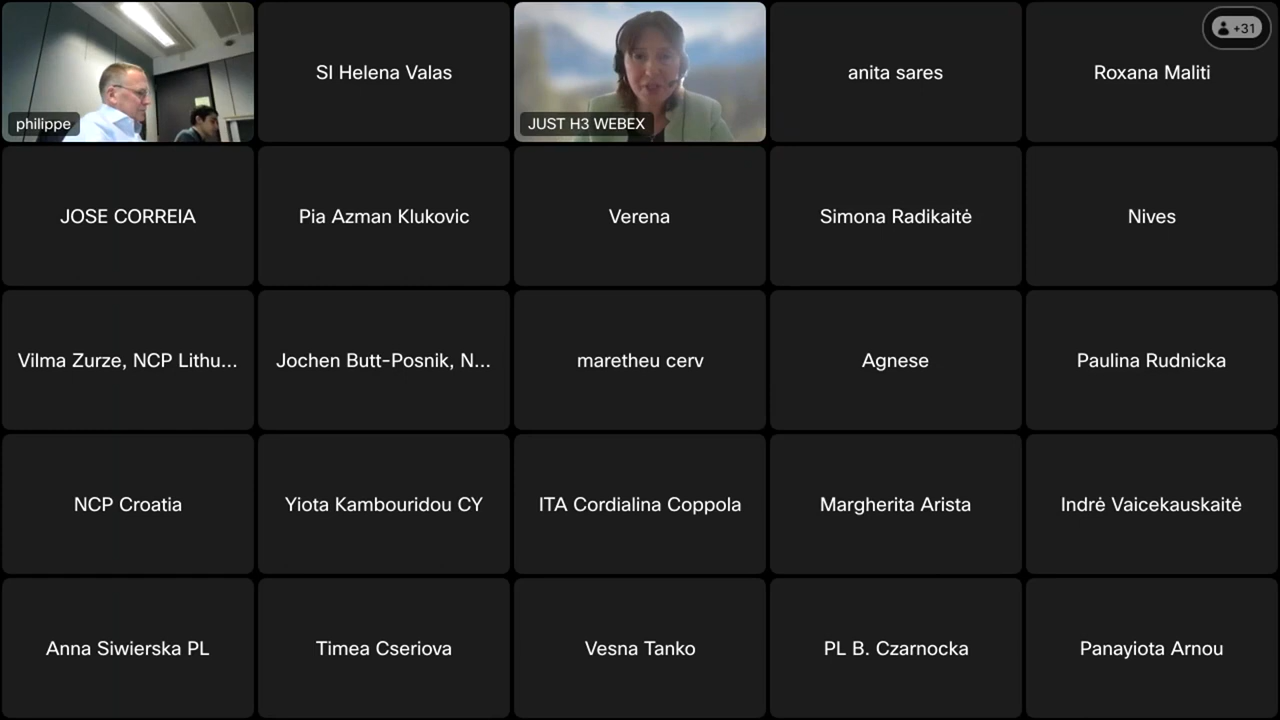 philippe
SI Helena Valas
JUST H3 WEBEX
anita sares
Roxana Maliti
+31
JOSE CORREIA
Pia Azman Klukovic
Verena
Simona Radikaitė
Nives
Vilma Zurze, NCP Lithu...
Jochen Butt-Posnik, N...
maretheu cerv
Agnese
Paulina Rudnicka
NCP Croatia
Yiota Kambouridou CY
ITA Cordialina Coppola
Margherita Arista
Indrė Vaicekauskaitė
Anna Siwierska PL
Timea Cseriova
Vesna Tanko
PL B. Czarnocka
Panayiota Arnou